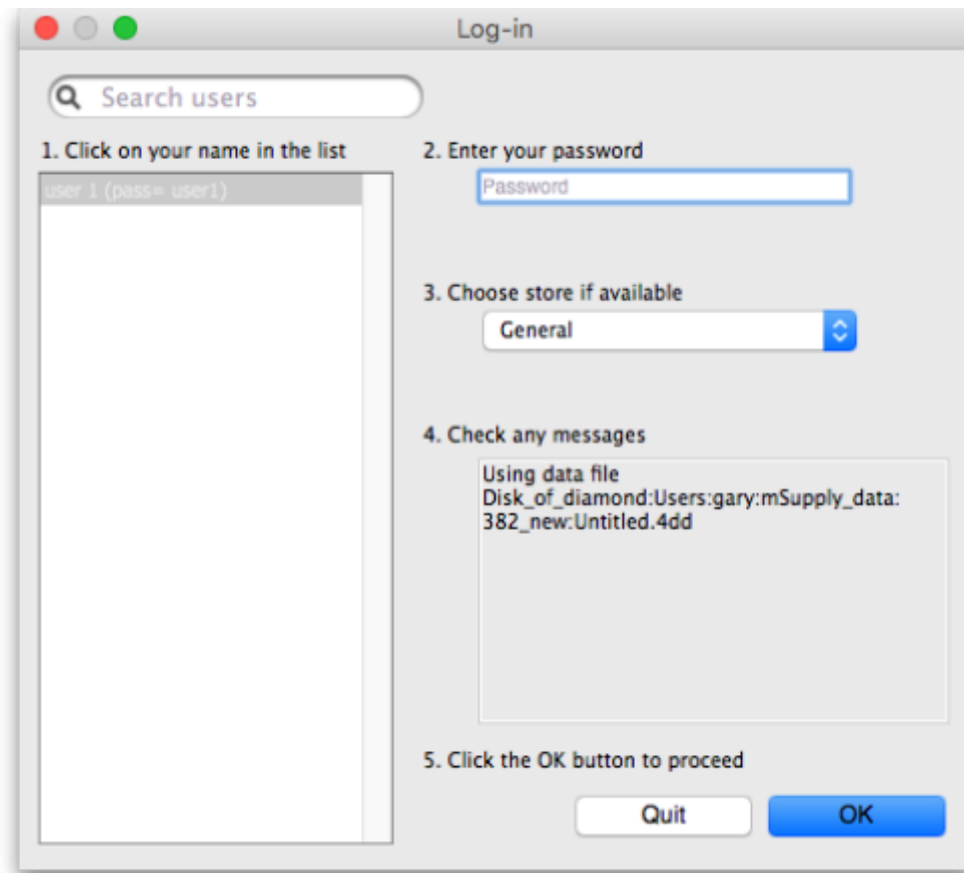 Log-in
Search users
1. Click on your name in the list
user 1 (pass= user1)
2. Enter your password
Password
3. Choose store if available
General
4. Check any messages
Using data file
Disk_of_diamond:Users:gary:mSupply_data:
382_new:Untitled.4dd
5. Click the OK button to proceed
Quit
OK